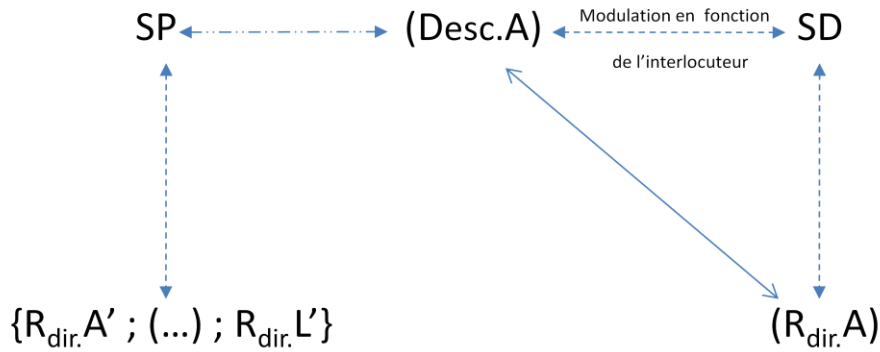 SP
(Desc.A)
Modulation en fonction
de l’interlocuteur
SD
{Rdir.A’ ; (…) ; Rdir.L’}
(Rdir.A)